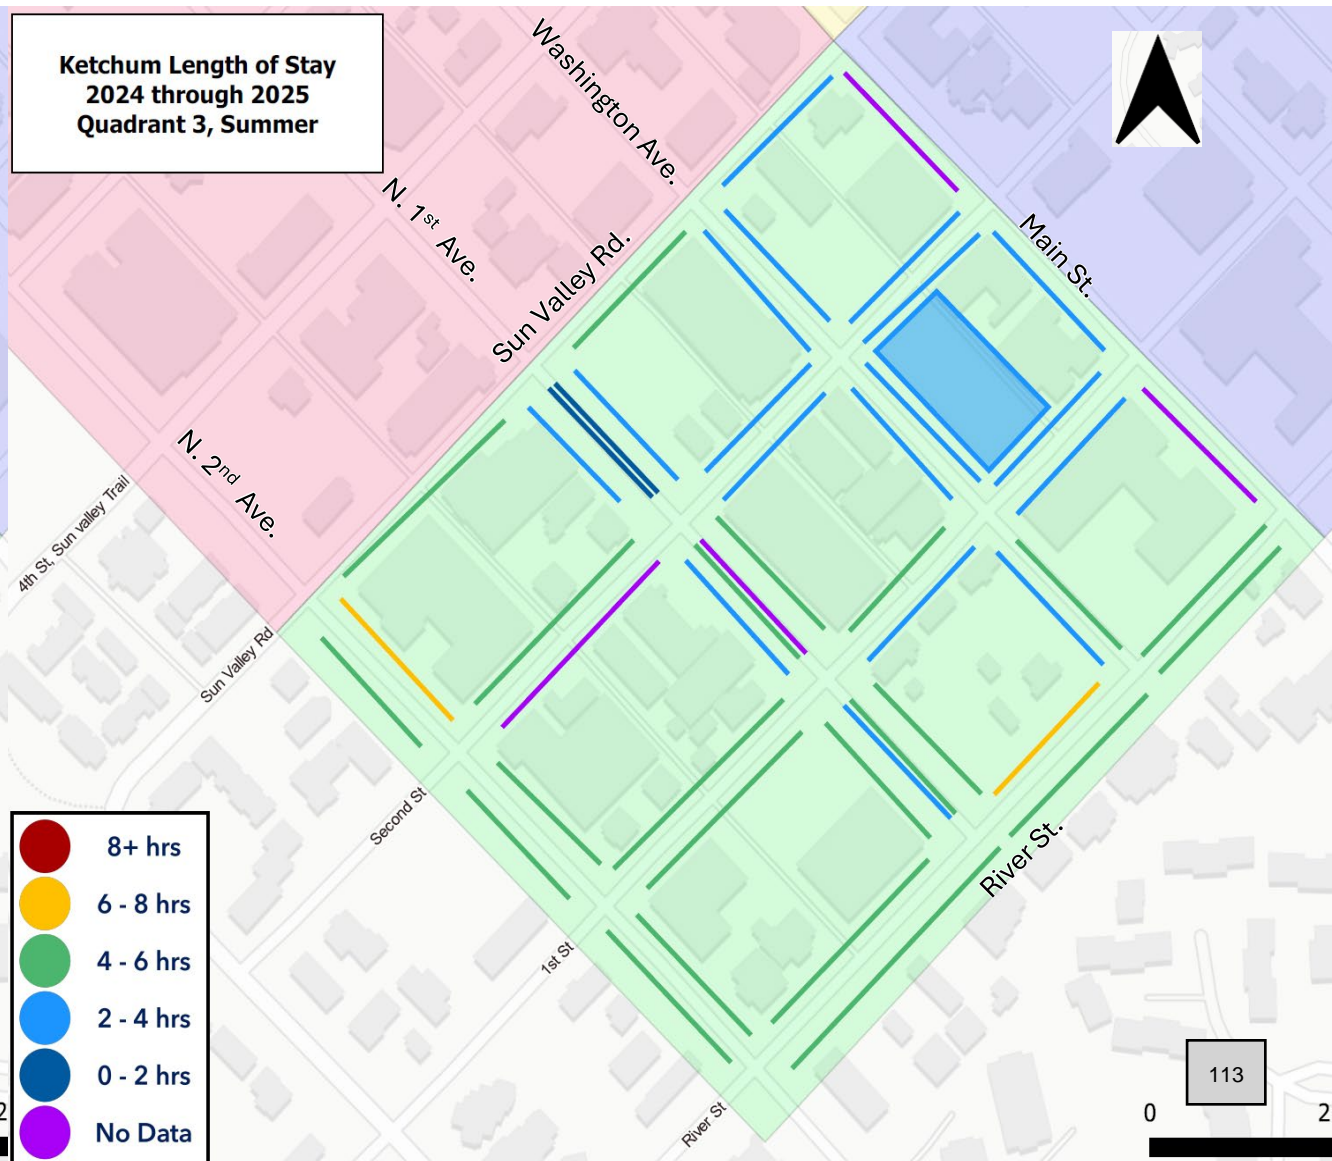 Ketchum Length of Stay
2024 through 2025
Quadrant 3, Summer
Washington Ave.
N. 1st Ave.
Sun Valley Rd.
Main St.
N. 2nd Ave.
4th St, Sun valley Trail
Sun Valley Rd
Second St
1st St
River St
River St.
8+ hrs
6 - 8 hrs
4 - 6 hrs
2 - 4 hrs
0 - 2 hrs
No Data
113
2
0
2